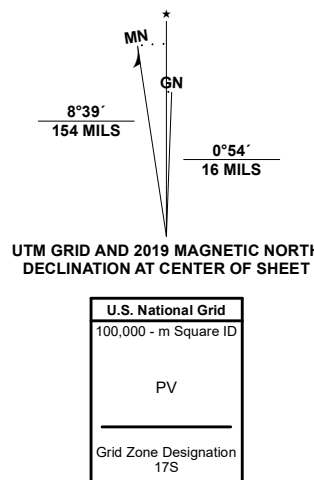 ★
MN
GN
8°39´
154 MILS
0°54´
16 MILS
UTM GRID AND 2019 MAGNETIC NORTH
DECLINATION AT CENTER OF SHEET
U.S. National Grid
100,000 - m Square ID
PV
Grid Zone Designation
17S